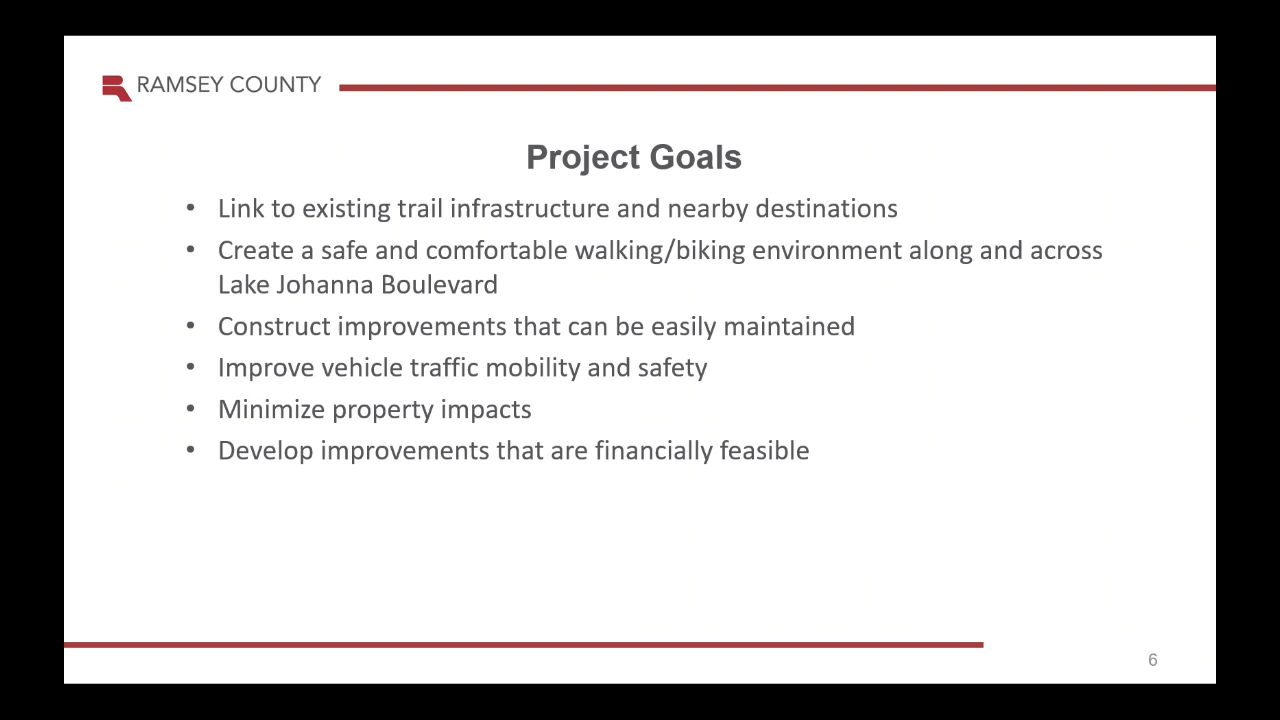 RAMSEY COUNTY
Project Goals
• Link to existing trail infrastructure and nearby destinations
• Create a safe and comfortable walking/biking environment along and across
Lake Johanna Boulevard
• Construct improvements that can be easily maintained
• Improve vehicle traffic mobility and safety
• Minimize property impacts
• Develop improvements that are financially feasible
6